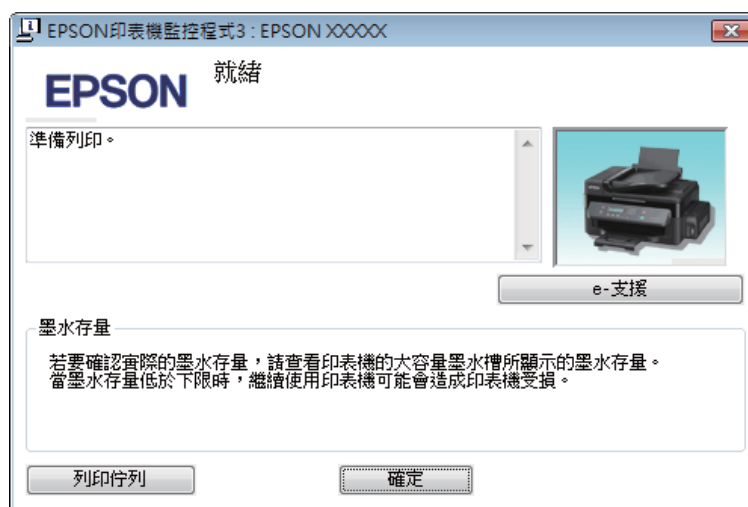 EPSON印表機監控程式3 : EPSON XXXXX
EPSON
就緒
準備列印。
e-支援
墨水存量
若要確認實際的墨水存量，請查看印表機的大容量墨水槽所顯示的墨水存量。
當墨水存量低於下限時，繼續使用印表機可能會造成印表機受損。
列印佇列
確定